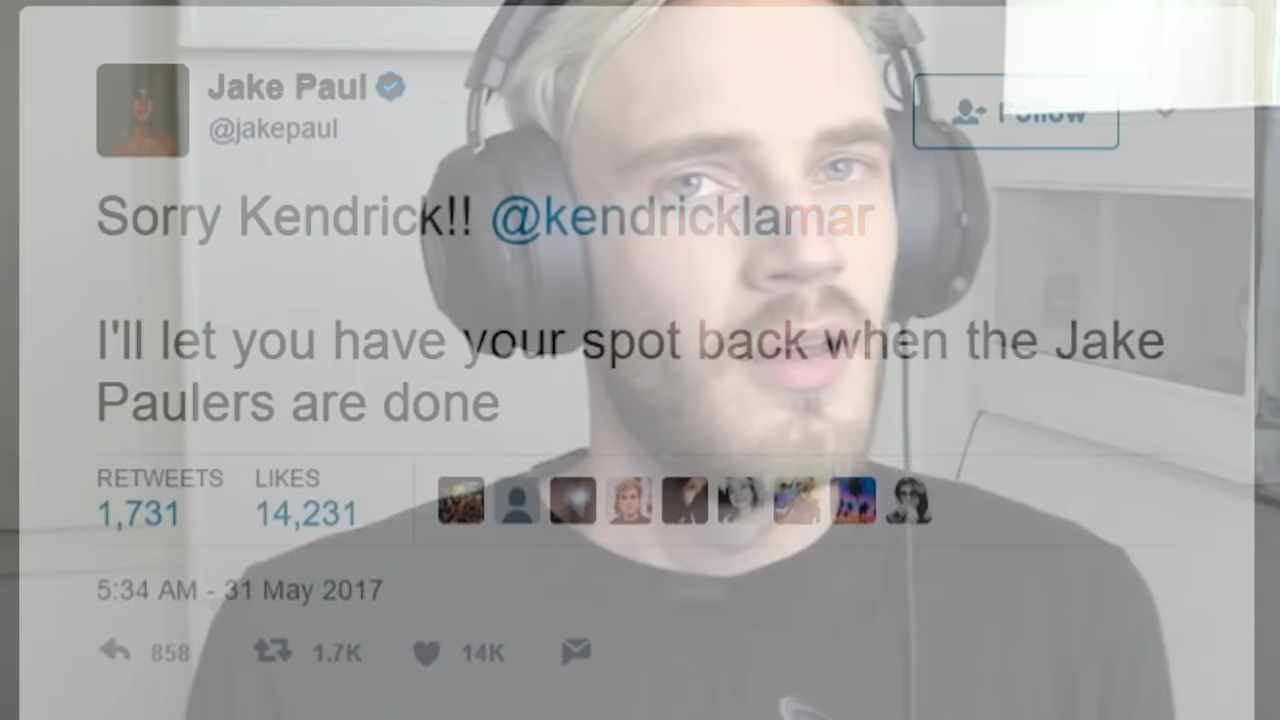 Jake Paul
@jakepaul
Follow
Sorry Kendrick!! @kendricklamar
I'll let you have your spot back when the Jake
Paulers are done
RETWEETS LIKES
1,731 14,231
5:34 AM - 31 May 2017
858 1.7K 14K